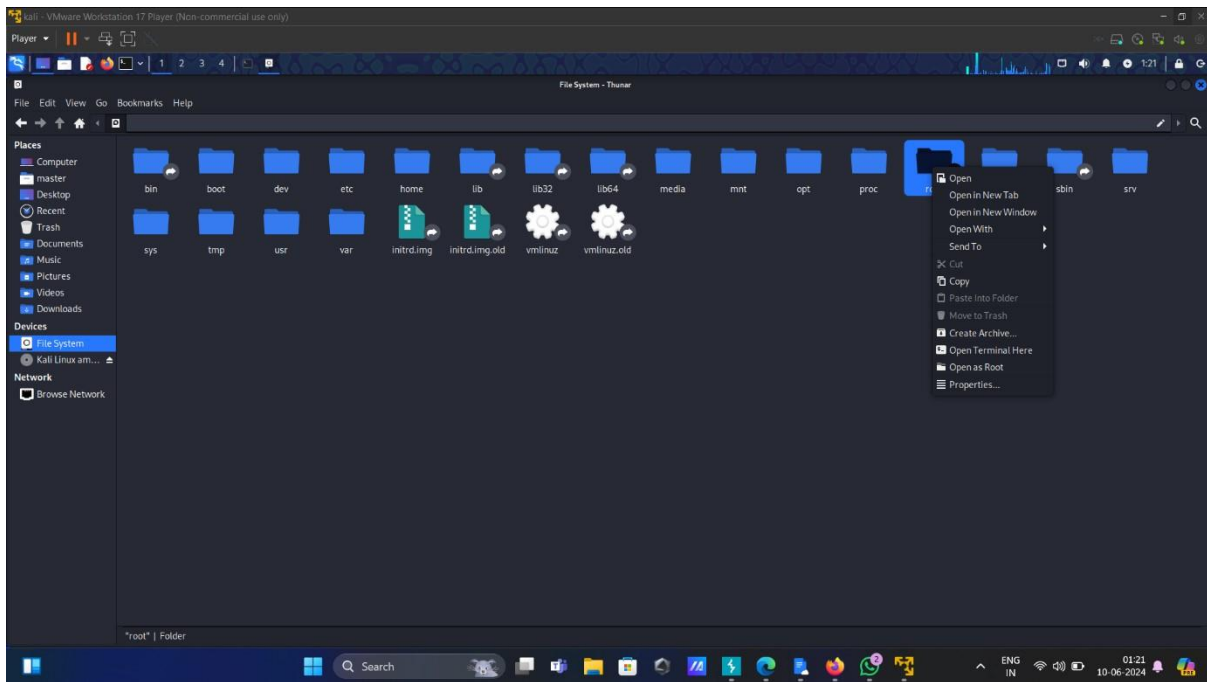 kali - VMware Workstation 17 Player (Non-commercial use only)
Player
1 2 3 4
1:21
File System - Thunar
File Edit View Go Bookmarks Help
Places
Computer
master
Desktop
Recent
Trash
Documents
Music
Pictures
Videos
Downloads
Devices
File System
Kali Linux am...
Network
Browse Network
bin boot dev etc home lib lib32 lib64 media mnt opt proc sbin srv
sys tmp usr var initrd.img initrd.img.old vmlinuz vmlinuz.old
Open
Open in New Tab
Open in New Window
Open With
Send To
Cut
Copy
Paste Into Folder
Move to Trash
Create Archive...
Open Terminal Here
Open as Root
Properties...
"root" | Folder
Search
2
ENG
IN
01:21
10-06-2024